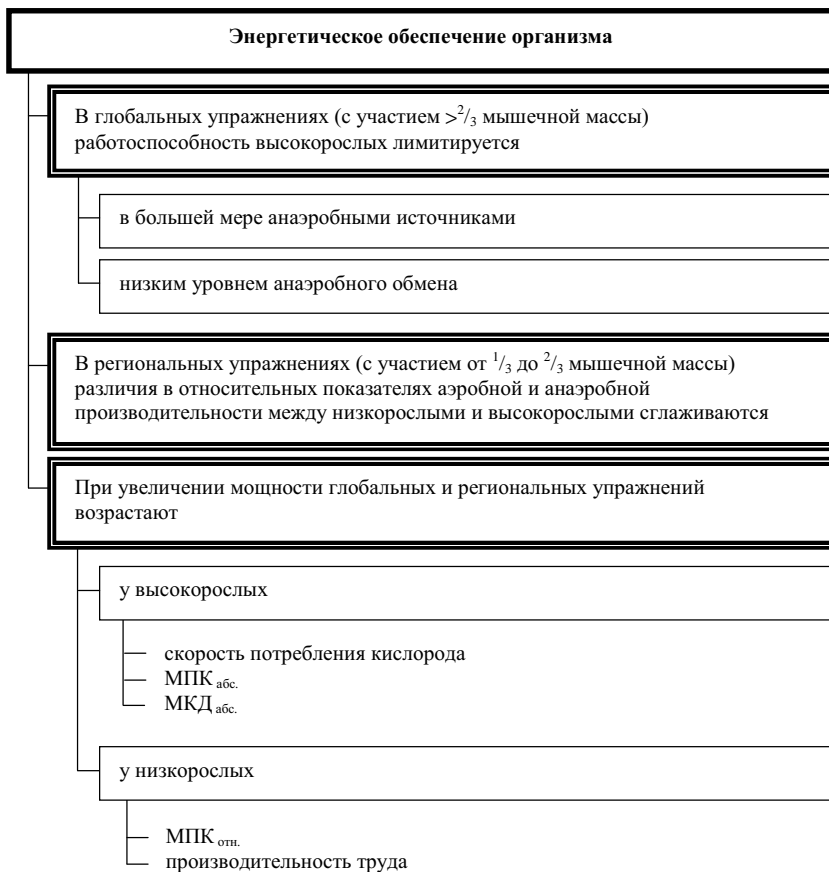 Энергетическое обеспечение организма
В глобальных упражнениях (с участием >2/3 мышечной массы)
работоспособность высокорослых лимитируется
в большей мере анаэробными источниками
низким уровнем анаэробного обмена
В региональных упражнениях (с участием от 1/3 до 2/3 мышечной массы)
различия в относительных показателях аэробной и анаэробной
производительности между низкорослыми и высокорослыми сглаживаются
При увеличении мощности глобальных и региональных упражнений
возрастают
у высокорослых
скорость потребления кислорода
МПК абс.
МКД абс.
у низкорослых
МПК отн.
производительность труда